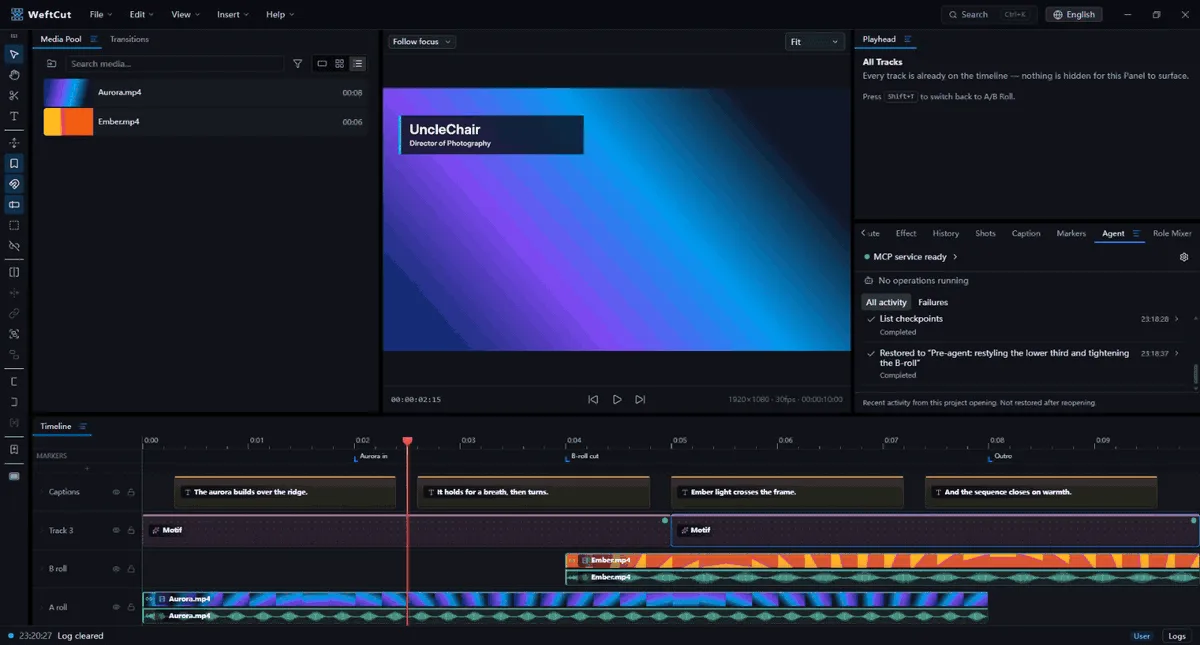 WeftCut File Edit View Insert Help Search Ctrl+K English
Media Pool Transitions
Search media...
Aurora.mp4 00:08
Ember.mp4 00:06
Follow focus Fit
UncleChair
Director of Photography
00:00:02:15 1920×1080 · 30fps · 00:00:10:00
Playhead
All Tracks
Every track is already on the timeline — nothing is hidden for this Panel to surface.
Press Shift+T to switch back to A/B Roll.
ute Effect History Shots Caption Markers Agent Role Mixer
MCP service ready
No operations running
All activity Failures
List checkpoints 23:18:28
Completed
Restored to “Pre-agent: restyling the lower third and tightening 23:18:37
the B-roll”
Completed
Recent activity from this project opening. Not restored after reopening.
Timeline
0:00 0:01 0:02 0:03 0:04 0:05 0:06 0:07 0:08 0:09
MARKERS Aurora in B-roll cut Outro
Captions T The aurora builds over the ridge. T It holds for a breath, then turns. T Ember light crosses the frame. T And the sequence closes on warmth.
Track 3 Motif Motif
B roll Ember.mp4
Ember.mp4
A roll Aurora.mp4
Aurora.mp4
23:20:27 Log cleared User Logs